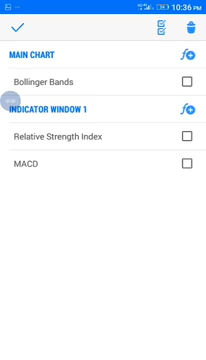 10:36 PM
MAIN CHART
Bollinger Bands
INDICATOR WINDOW 1
Relative Strength Index
MACD